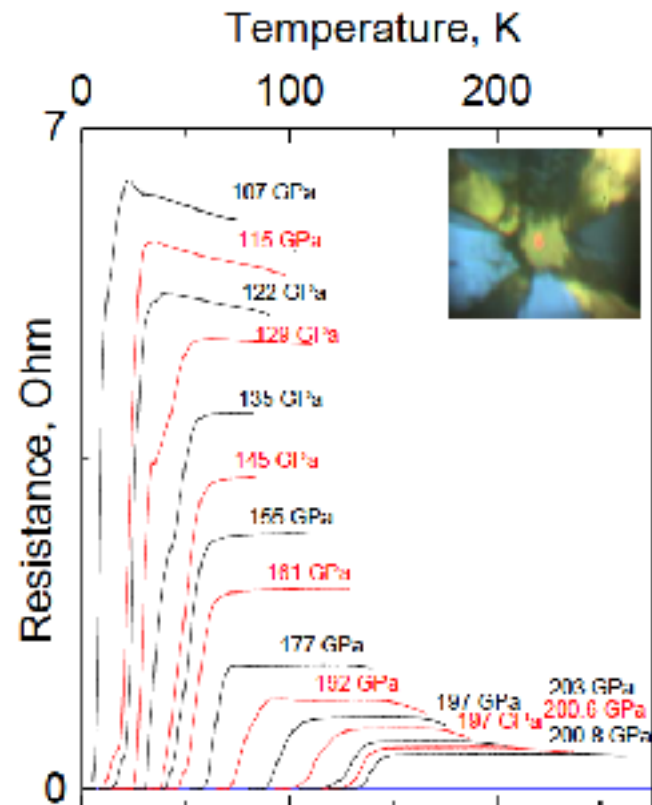 Temperature, K
0 100 200
7
107 GPa
115 GPa
122 GPa
129 GPa
135 GPa
145 GPa
155 GPa
161 GPa
177 GPa
192 GPa
197 GPa
203 GPa
197 GPa
200.6 GPa
200.8 GPa
Resistance, Ohm
0